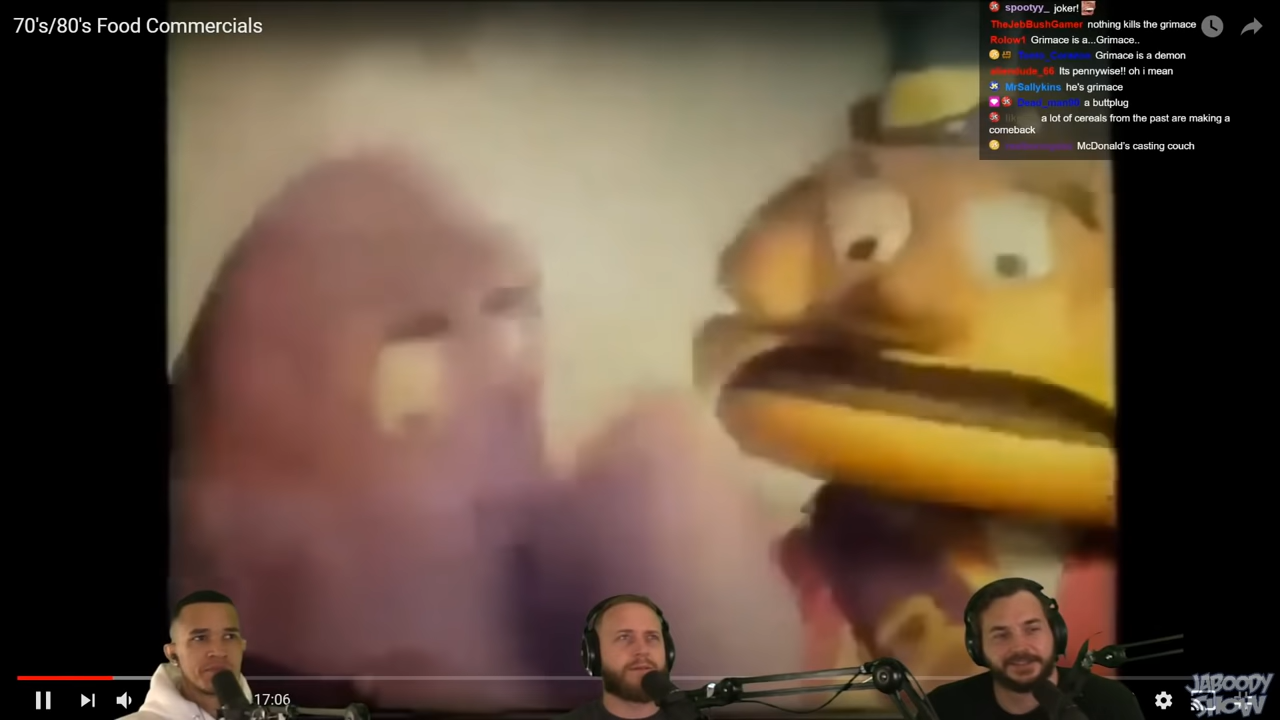 70's/80's Food Commercials
spootyy_ joker!
TheJebBushGamer nothing kills the grimace
Rolow1 Grimace is a...Grimace..
Grimace is a demon
Its pennywise!! oh i mean
MrSallykins he's grimace
a buttplug
a lot of cereals from the past are making a
comeback
McDonald's casting couch
17:06
JABOODY
SHOW